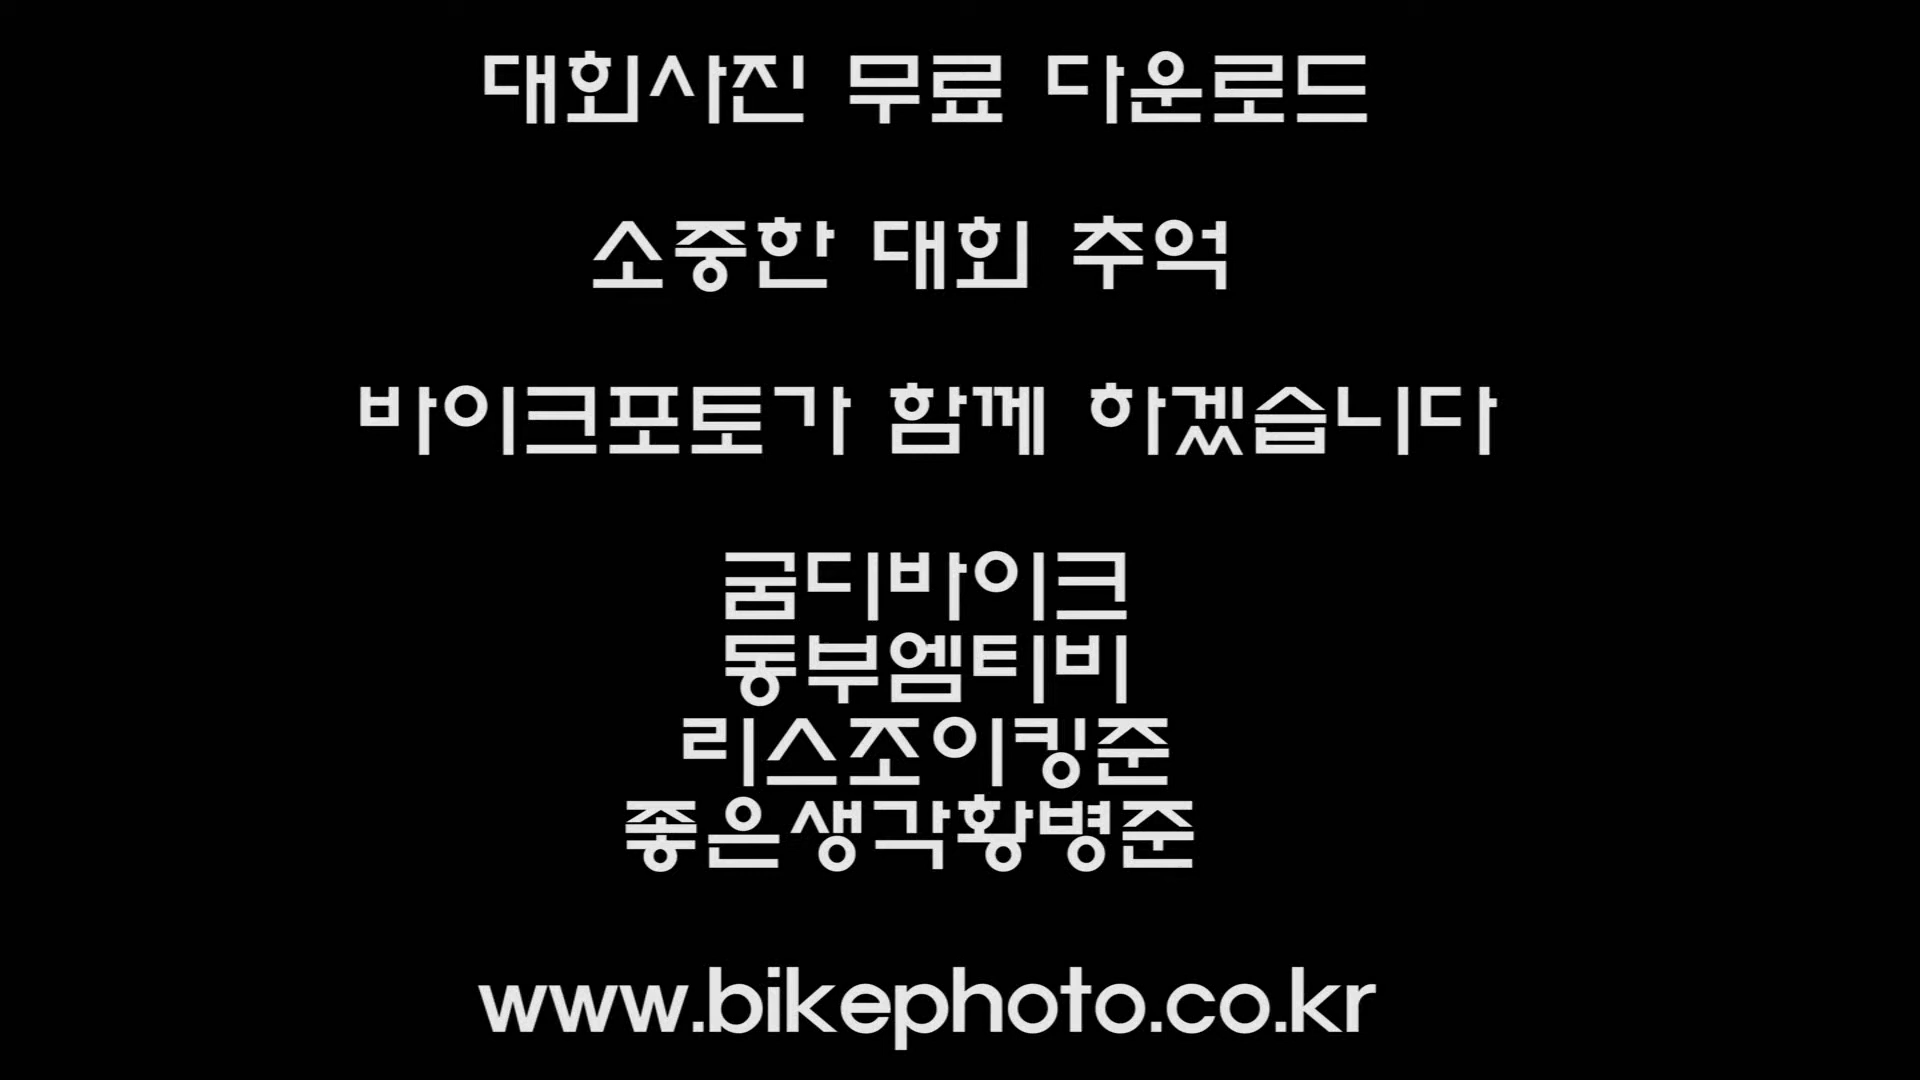 대회사진 무료 다운로드
소중한 대회 추억
바이크포토가 함께 하겠습니다
굼디바이크
동부엠티비
리스조이킹준
좋은생각황병준
www.bikephoto.co.kr